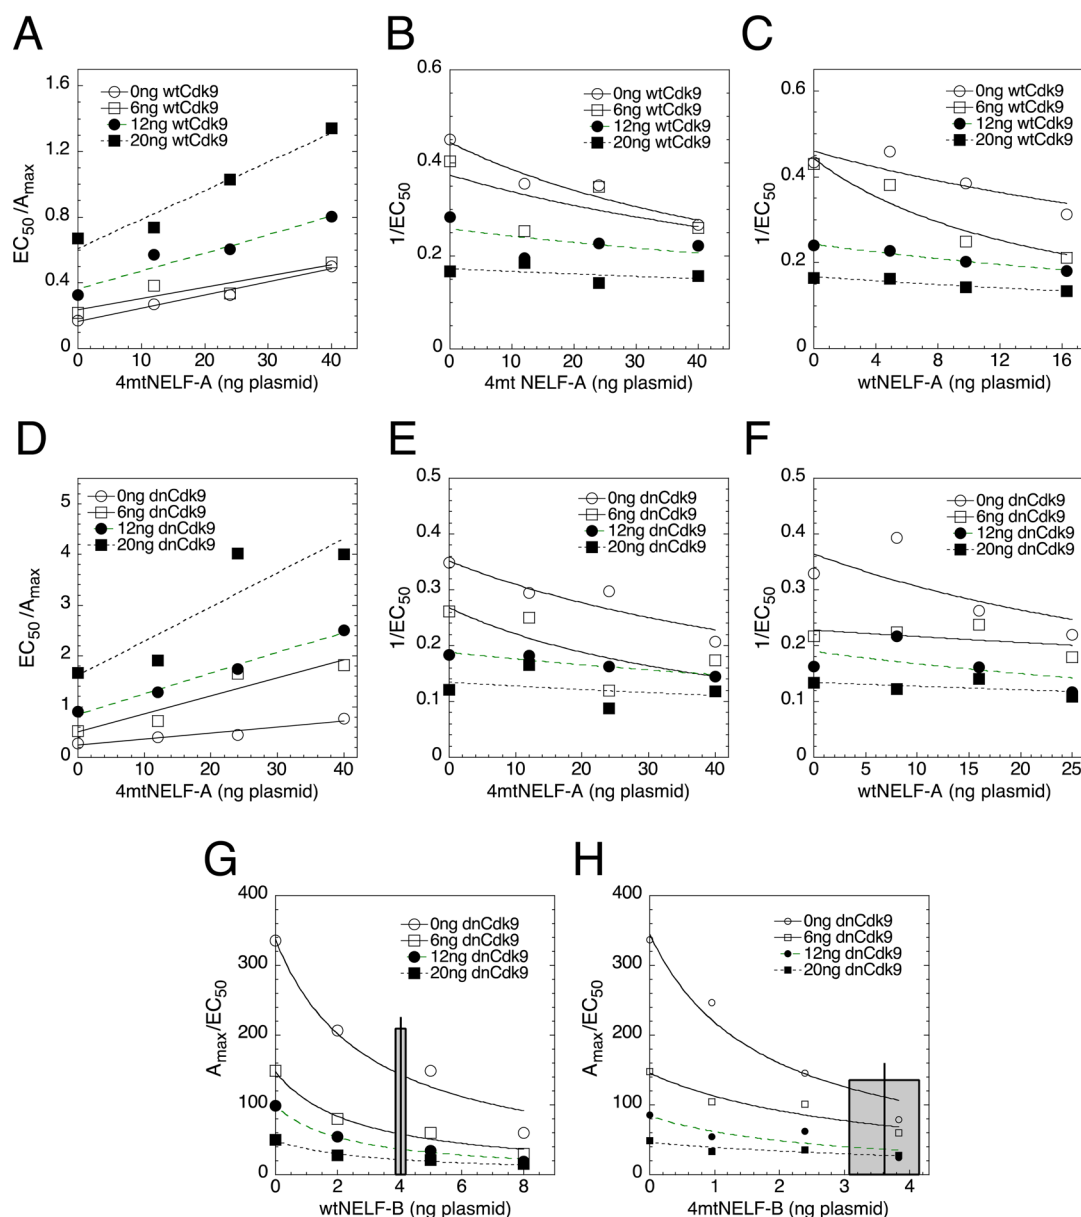 A
EC50/Amax
1.6
1.2
0.8
0.4
0
0ng wtCdk9
6ng wtCdk9
12ng wtCdk9
20ng wtCdk9
0 10 20 30 40
4mtNELF-A (ng plasmid)
B
1/EC50
0.6
0.4
0.2
0
0ng wtCdk9
6ng wtCdk9
12ng wtCdk9
20ng wtCdk9
0 10 20 30 40
4mt NELF-A (ng plasmid)
C
1/EC50
0.6
0.4
0.2
0
0ng wtCdk9
6ng wtCdk9
12ng wtCdk9
20ng wtCdk9
0 4 8 12 16
wtNELF-A (ng plasmid)
D
EC50/Amax
5
4
3
2
1
0
0ng dnCdk9
6ng dnCdk9
12ng dnCdk9
20ng dnCdk9
0 10 20 30 40
4mtNELF-A (ng plasmid)
E
1/EC50
0.5
0.4
0.3
0.2
0.1
0
0ng dnCdk9
6ng dnCdk9
12ng dnCdk9
20ng dnCdk9
0 10 20 30 40
4mtNELF-A (ng plasmid)
F
1/EC50
0.5
0.4
0.3
0.2
0.1
0
0ng dnCdk9
6ng dnCdk9
12ng dnCdk9
20ng dnCdk9
0 5 10 15 20 25
wtNELF-A (ng plasmid)
G
Amax/EC50
400
300
200
100
0
0ng dnCdk9
6ng dnCdk9
12ng dnCdk9
20ng dnCdk9
0 2 4 6 8
wtNELF-B (ng plasmid)
H
Amax/EC50
400
300
200
100
0
0ng dnCdk9
6ng dnCdk9
12ng dnCdk9
20ng dnCdk9
0 1 2 3 4
4mtNELF-B (ng plasmid)